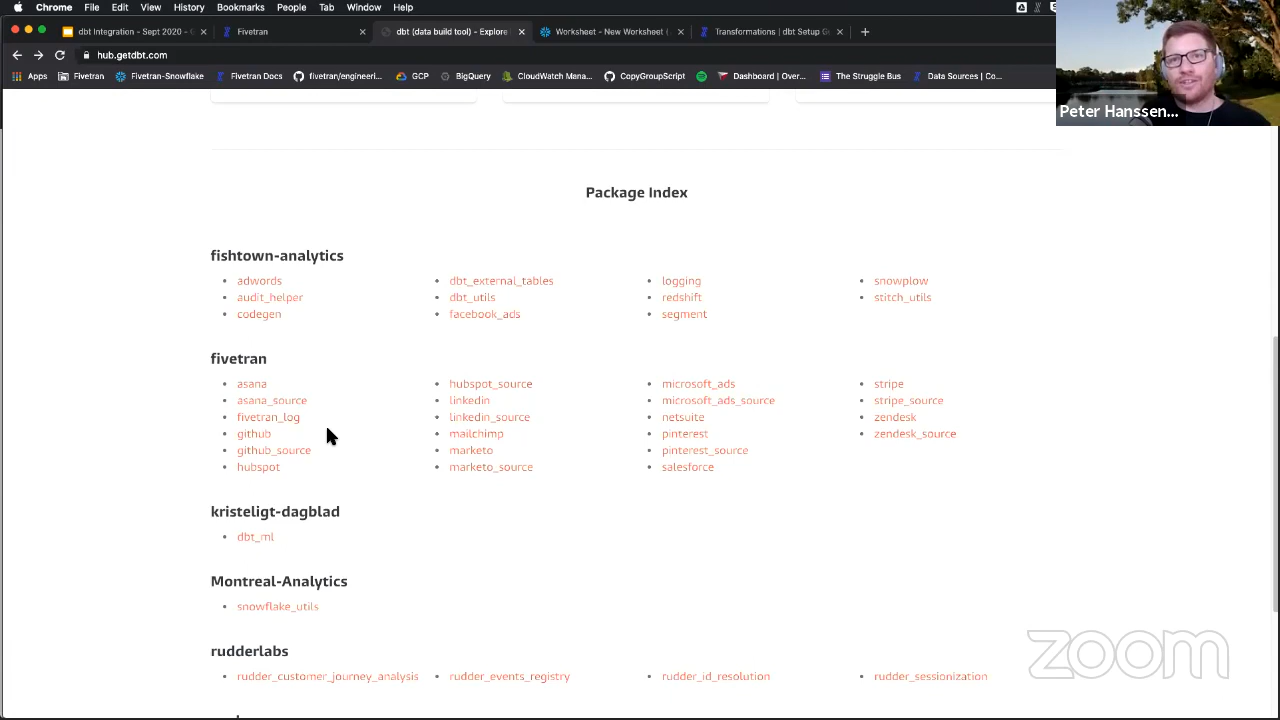 Chrome File Edit View History Bookmarks People Tab Window Help
dbt Integration - Sept 2020 - G
Fivetran
dbt (data build tool) - Explore
Worksheet - New Worksheet (
Transformations | dbt Setup G
hub.getdbt.com
Apps
Fivetran
Fivetran-Snowflake
Fivetran Docs
fivetran/engineeri...
GCP
BigQuery
CloudWatch Mana...
CopyGroupScript
Dashboard | Over...
The Struggle Bus
Data Sources | Co...
Peter Hanssen...
Package Index
fishtown-analytics
adwords
audit_helper
codegen
dbt_external_tables
dbt_utils
facebook_ads
logging
redshift
segment
snowplow
stitch_utils
fivetran
asana
asana_source
fivetran_log
github
github_source
hubspot
hubspot_source
linkedin
linkedin_source
mailchimp
marketo
marketo_source
microsoft_ads
microsoft_ads_source
netsuite
pinterest
pinterest_source
salesforce
stripe
stripe_source
zendesk
zendesk_source
kristeligt-dagblad
dbt_ml
Montreal-Analytics
snowflake_utils
rudderlabs
rudder_customer_journey_analysis
rudder_events_registry
rudder_id_resolution
rudder_sessionization
zoom